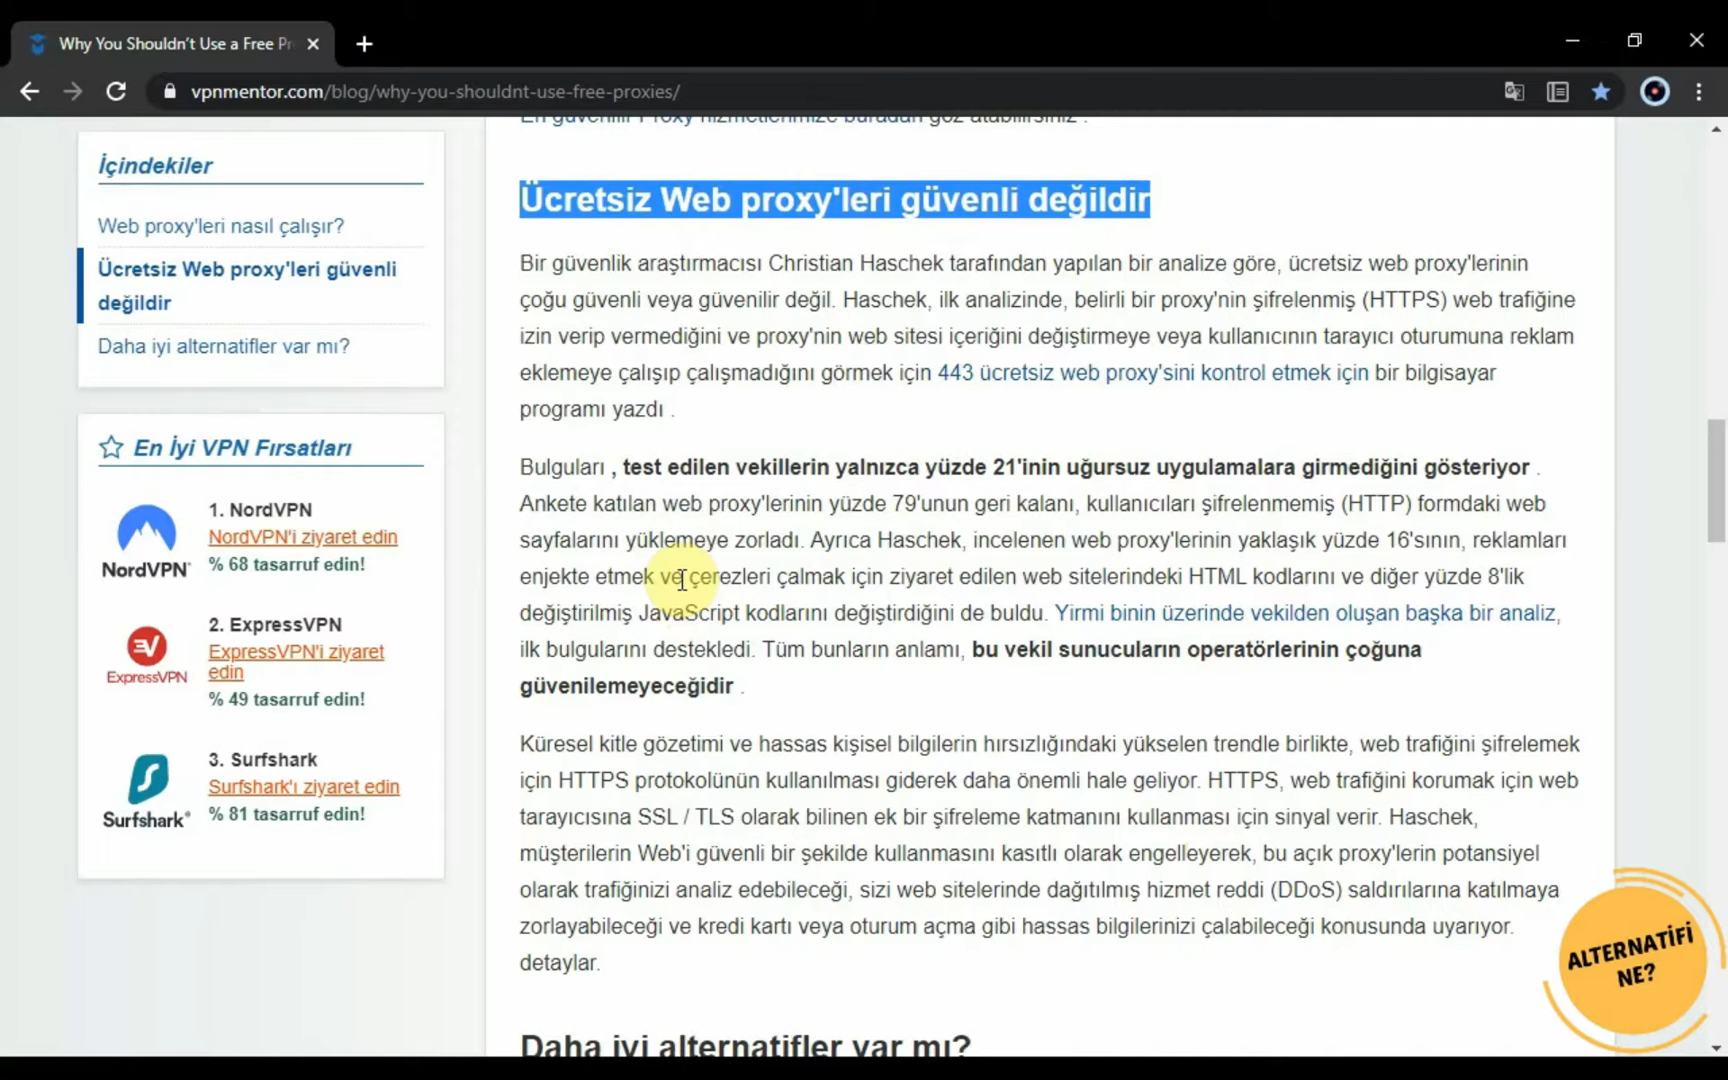 Why You Shouldn't Use a Free Pr
vpnmentor.com/blog/why-you-shouldnt-use-free-proxies/
İçindekiler
Web proxy'leri nasıl çalışır?
Ücretsiz Web proxy'leri güvenli
değildir
Daha iyi alternatifler var mı?
En İyi VPN Fırsatları
NordVPN®
1. NordVPN
NordVPN'i ziyaret edin
% 68 tasarruf edin!
ExpressVPN
2. ExpressVPN
ExpressVPN'i ziyaret
edin
% 49 tasarruf edin!
Surfshark®
3. Surfshark
Surfshark'ı ziyaret edin
% 81 tasarruf edin!
En güvenilir Proxy hizmetlerimize buradan göz atabilirsiniz .
Ücretsiz Web proxy'leri güvenli değildir
Bir güvenlik araştırmacısı Christian Haschek tarafından yapılan bir analize göre, ücretsiz web proxy'lerinin
çoğu güvenli veya güvenilir değil. Haschek, ilk analizinde, belirli bir proxy'nin şifrelenmiş (HTTPS) web trafiğine
izin verip vermediğini ve proxy'nin web sitesi içeriğini değiştirmeye veya kullanıcının tarayıcı oturumuna reklam
eklemeye çalışıp çalışmadığını görmek için 443 ücretsiz web proxy'sini kontrol etmek için bir bilgisayar
programı yazdı .
Bulguları , test edilen vekillerin yalnızca yüzde 21'inin uğursuz uygulamalara girmediğini gösteriyor .
Ankete katılan web proxy'lerinin yüzde 79'unun geri kalanı, kullanıcıları şifrelenmemiş (HTTP) formdaki web
sayfalarını yüklemeye zorladı. Ayrıca Haschek, incelenen web proxy'lerinin yaklaşık yüzde 16'sının, reklamları
enjekte etmek ve çerezleri çalmak için ziyaret edilen web sitelerindeki HTML kodlarını ve diğer yüzde 8'lik
değiştirilmiş JavaScript kodlarını değiştirdiğini de buldu. Yirmi binin üzerinde vekilden oluşan başka bir analiz,
ilk bulgularını destekledi. Tüm bunların anlamı, bu vekil sunucuların operatörlerinin çoğuna
güvenilemeyeceğidir .
Küresel kitle gözetimi ve hassas kişisel bilgilerin hırsızlığındaki yükselen trendle birlikte, web trafiğini şifrelemek
için HTTPS protokolünün kullanılması giderek daha önemli hale geliyor. HTTPS, web trafiğini korumak için web
tarayıcısına SSL / TLS olarak bilinen ek bir şifreleme katmanını kullanması için sinyal verir. Haschek,
müşterilerin Web'i güvenli bir şekilde kullanmasını kasıtlı olarak engelleyerek, bu açık proxy'lerin potansiyel
olarak trafiğinizi analiz edebileceği, sizi web sitelerinde dağıtılmış hizmet reddi (DDoS) saldırılarına katılmaya
zorlayabileceği ve kredi kartı veya oturum açma gibi hassas bilgilerinizi çalabileceği konusunda uyarıyor.
detaylar.
Daha iyi alternatifler var mı?
ALTERNATİFİ
NE?